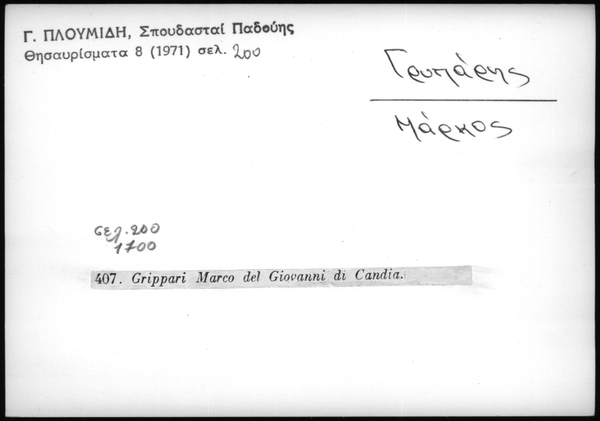 Γ. ΠΛΟΥΜΙΔΗ, Σπουδασταί Παδούης
Θησαυρίσματα 8 (1971) σελ. 200
Γρυπάρης
Μάρκος
σελ. 200
1700
407. Grippari Marco del Giovanni di Candia.